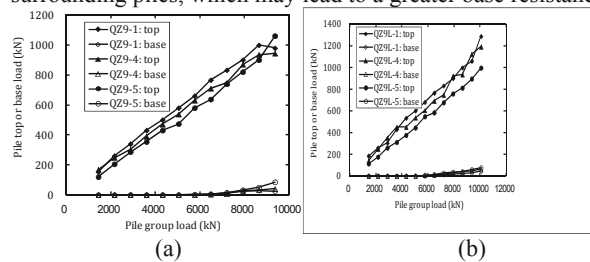 surrounding piles, which may lead to a greater base resistance
1200
1000
800
600
400
200
0
Pile top or base load (kN)
QZ9-1: top
QZ9-1: base
QZ9-4: top
QZ9-4: base
QZ9-5: top
QZ9-5: base
0 2000 4000 6000 8000 10000
Pile group load (kN)
(a)
1400
1200
1000
800
600
400
200
0
Pile top or base load (kN)
QZ9L-1: top
QZ9L-1: base
QZ9L-4: top
QZ9L-4: base
QZ9L-5: top
QZ9L-5: base
0 2000 4000 6000 8000 10000 12000
Pile group load (kN)
(b)